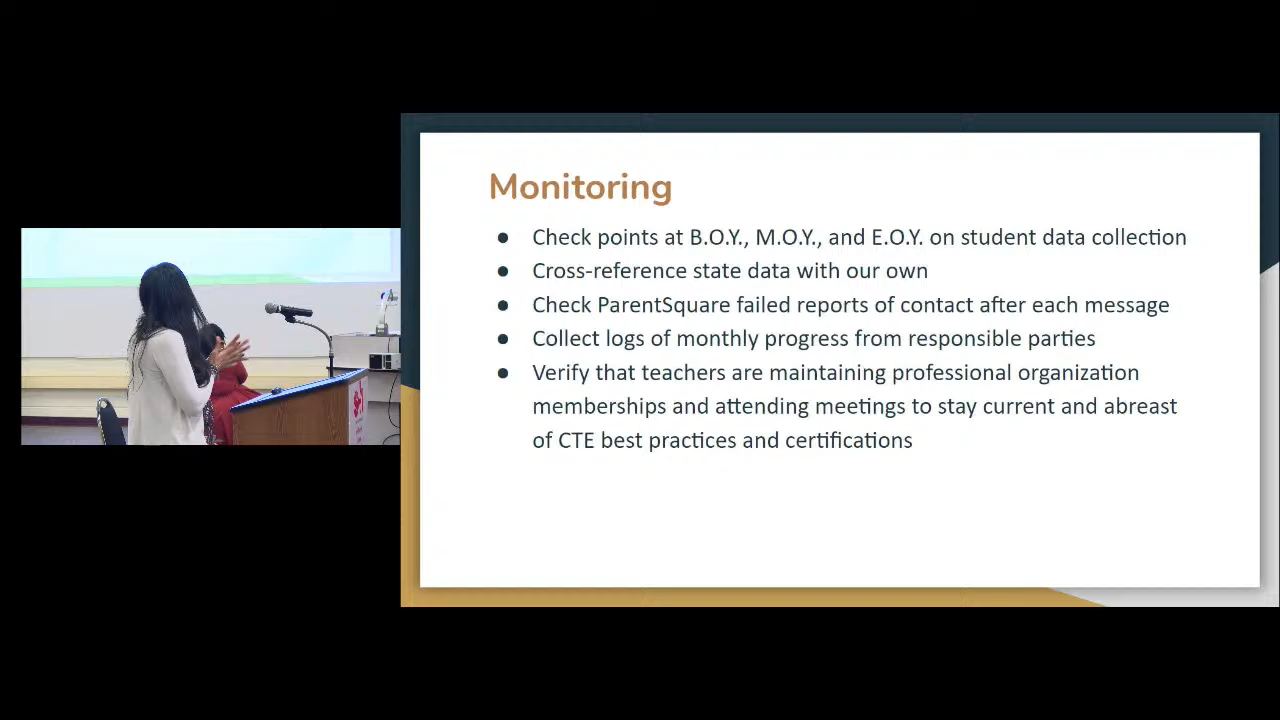 Monitoring
● Check points at B.O.Y., M.O.Y., and E.O.Y. on student data collection
● Cross-reference state data with our own
● Check ParentSquare failed reports of contact after each message
● Collect logs of monthly progress from responsible parties
● Verify that teachers are maintaining professional organization
memberships and attending meetings to stay current and abreast
of CTE best practices and certifications